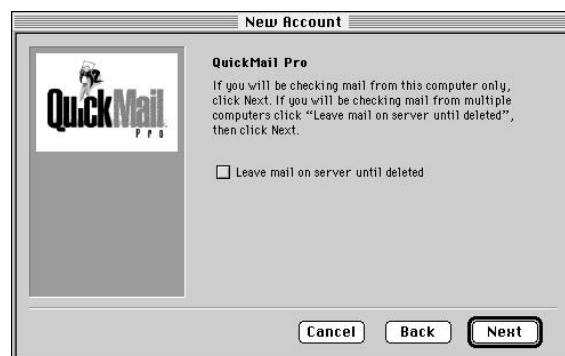 New Account
QuickMail
Pro
QuickMail Pro
If you will be checking mail from this computer only,
click Next. If you will be checking mail from multiple
computers click “Leave mail on server until deleted”,
then click Next.
Leave mail on server until deleted
Cancel
Back
Next